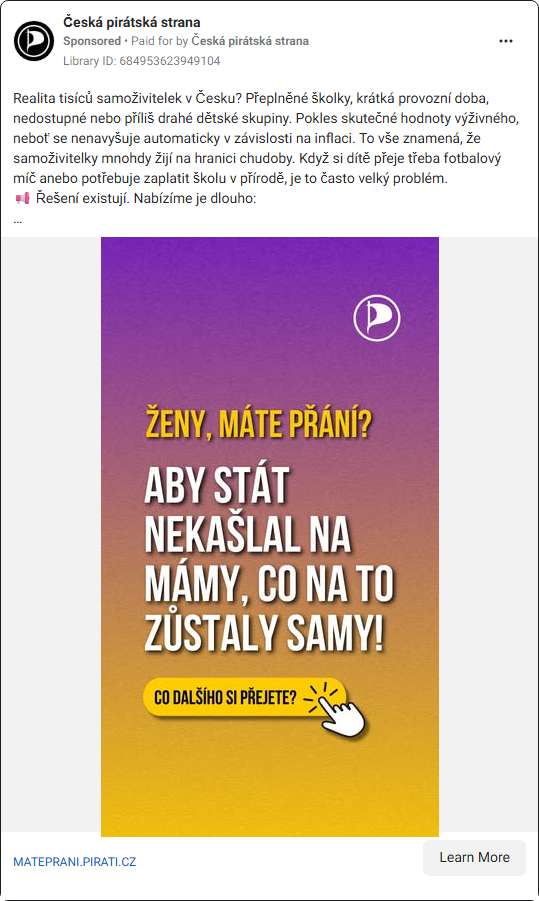 Česká pirátská strana
Sponsored • Paid for by Česká pirátská strana
Library ID: 684953623949104
Realita tisíců samoživitelek v Česku? Přeplněné školky, krátká provozní doba,
nedostupné nebo příliš drahé dětské skupiny. Pokles skutečné hodnoty výživného,
neboť se nenavyšuje automaticky v závislosti na inflaci. To vše znamená, že
samoživitelky mnohdy žijí na hranici chudoby. Když si dítě přeje třeba fotbalový
míč anebo potřebuje zaplatit školu v přírodě, je to často velký problém.
Řešení existují. Nabízíme je dlouho:
...
ŽENY, MÁTE PŘÁNÍ?
ABY STÁT
NEKAŠLAL NA
MÁMY, CO NA TO
ZŮSTALY SAMY!
CO DALŠÍHO SI PŘEJETE?
MATEPRANI.PIRATI.CZ
Learn More